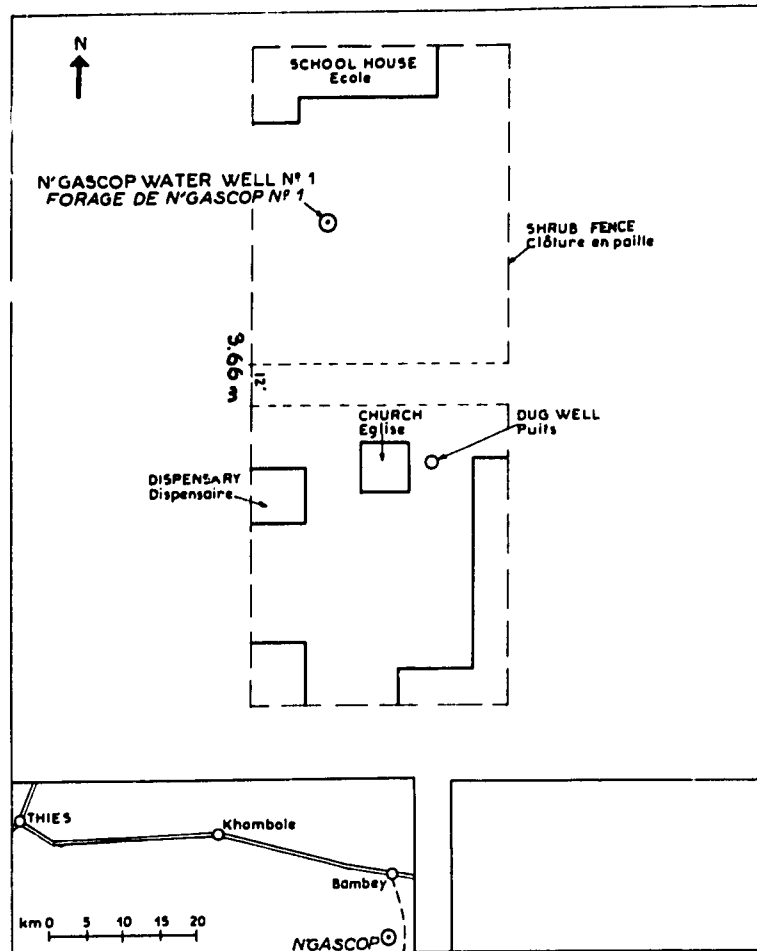 N
SCHOOL HOUSE
Ecole
N'GASCOP WATER WELL Nº 1
FORAGE DE N'GASCOP Nº 1
SHRUB FENCE
Clôture en paille
9.66 m
12'
CHURCH
Eglise
DUG WELL
Puits
DISPENSARY
Dispensaire
THIES
Khombole
Bambey
km 0 5 10 15 20
N'GASCOP